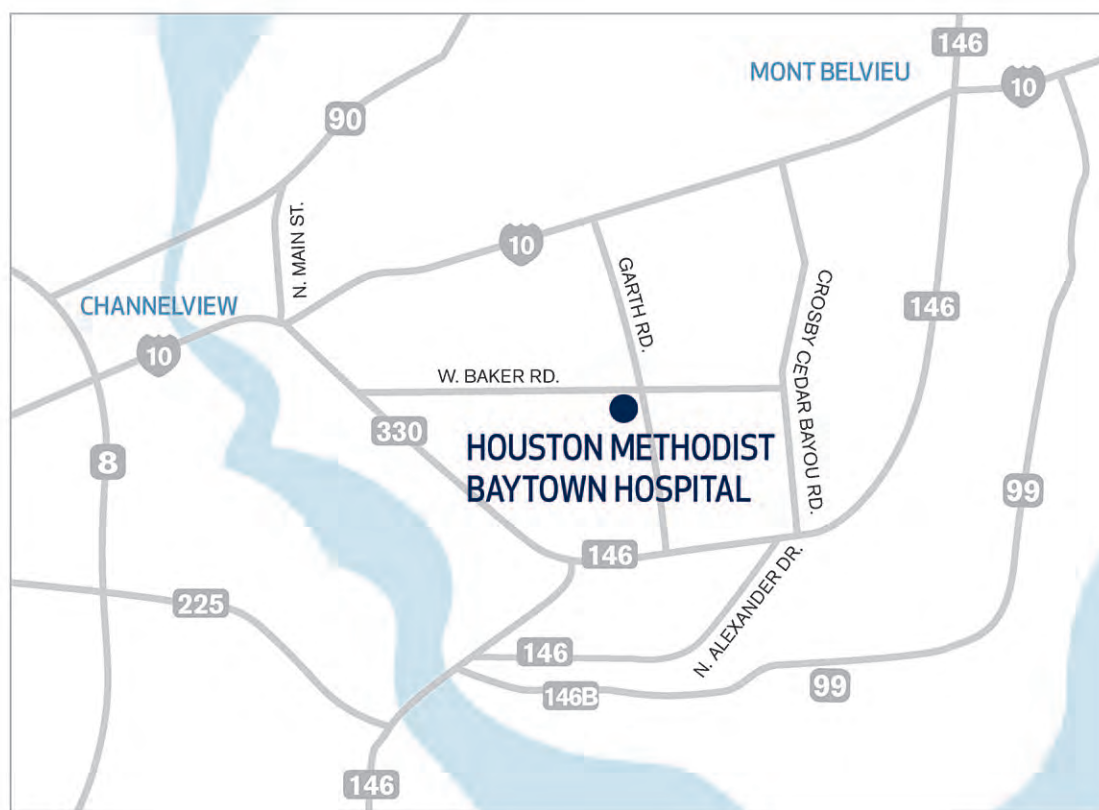 146
MONT BELVIEU
10
90
N. MAIN ST.
10
GARTH RD.
CROSBY CEDAR BAYOU RD.
CHANNELVIEW
146
10
W. BAKER RD.
330
HOUSTON METHODIST
BAYTOWN HOSPITAL
8
99
146
N. ALEXANDER DR.
225
146
146B
99
146